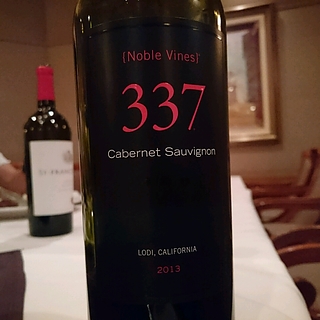 {Noble Vines}
337
Cabernet Sauvignon
LODI, CALIFORNIA
2013